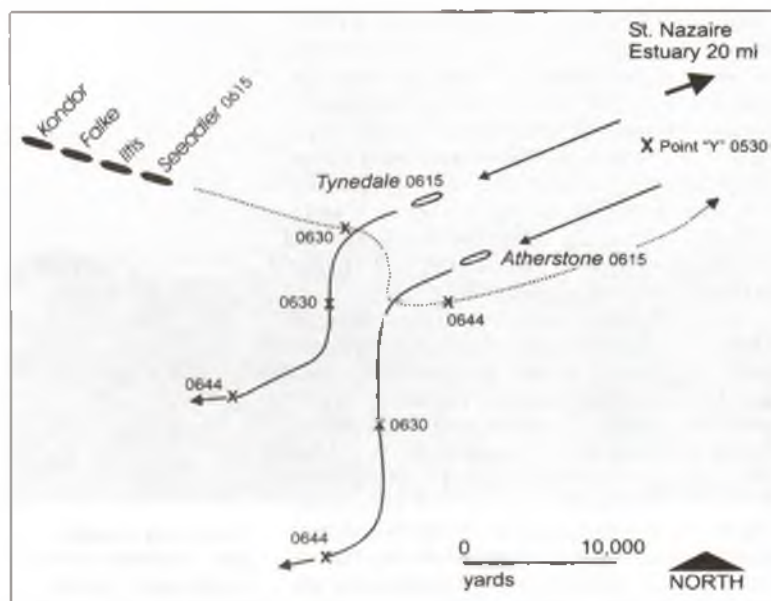 St. Nazaire
Estuary 20 mi
Kondor
Falke
Iltis
Seeadler 0615
X Point "Y" 0530
Tynedale 0615
0630
Atherstone 0615
0630
0644
0644
0630
0644
0 10,000
yards
NORTH